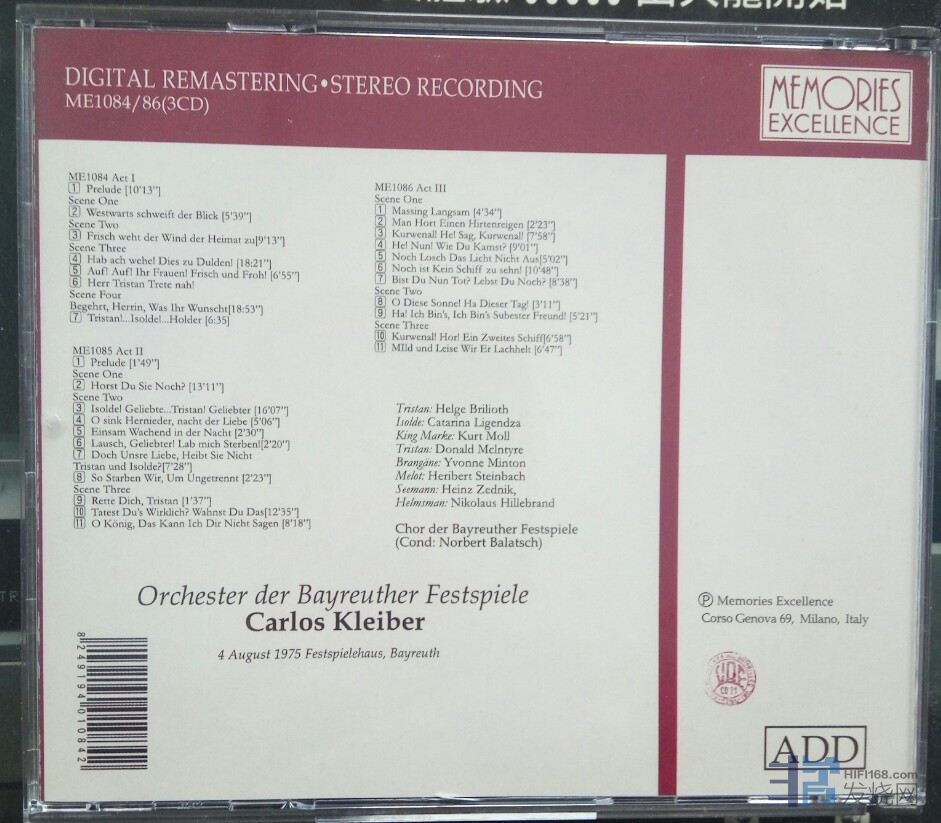 DIGITAL REMASTERING•STEREO RECORDING
ME1084/86(3CD)
MEMORIES
EXCELLENCE
ME1084 Act I
1 Prelude [10'13"]
Scene One
2 Westwarts schweift der Blick [5'39"]
Scene Two
3 Frisch weht der Wind der Heimat zu[9'13"]
Scene Three
4 Hab ach wehe! Dies zu Dulden! [18:21"]
5 Auf! Auf! Ihr Frauen! Frisch und Froh! [6'55"]
6 Herr Tristan Trete nah!
Scene Four
Begehrt, Herrin, Was Ihr Wunscht[18:53"]
7 Tristan!...Isolde!...Holder [6:35]
ME1085 Act II
1 Prelude [1'49"]
Scene One
2 Horst Du Sie Noch? [13'11"]
Scene Two
3 Isolde! Geliebte...Tristan! Geliebter [16'07"]
4 O sink Hernieder, nacht der Liebe [5'06"]
5 Einsam Wachend in der Nacht [2'30"]
6 Lausch, Geliebter! Lab mich Sterben![2'20"]
7 Doch Unsre Liebe, Heibt Sie Nicht
Tristan und Isolde?[7'28"]
8 So Starben Wir, Um Ungetrennt [2'23"]
Scene Three
9 Rette Dich, Tristan [1'37"]
10 Tatest Du's Wirklich? Wahnst Du Das[12'35"]
11 O König, Das Kann Ich Dir Nicht Sagen [8'18"]
ME1086 Act III
Scene One
1 Massing Langsam [4'34"]
2 Man Hort Einen Hirtenreigen [2'23"]
3 Kurwenal! He! Sag, Kurwenal! [7'58"]
4 He! Nun! Wie Du Kamst? [9'01"]
5 Noch Losch Das Licht Nicht Aus[5'02"]
6 Noch ist Kein Schiff zu sehn! [10'48"]
7 Bist Du Nun Tot? Lebst Du Noch? [8'38"]
Scene Two
8 O Diese Sonne! Ha Dieser Tag! [3'11"]
9 Ha! Ich Bin's, Ich Bin's Subester Freund! [5'21"]
Scene Three
10 Kurwenal! Hor! Ein Zweites Schiff[6'58"]
11 MIld und Leise Wir Er Lachhelt [6'47"]
Tristan: Helge Brilioth
Isolde: Catarina Ligendza
King Marke: Kurt Moll
Tristan: Donald McIntyre
Brangäne: Yvonne Minton
Melot: Heribert Steinbach
Seemann: Heinz Zednik,
Helmsman: Nikolaus Hillebrand
Chor der Bayreuther Festspiele
(Cond: Norbert Balatsch)
Orchester der Bayreuther Festspiele
Carlos Kleiber
4 August 1975 Festspielehaus, Bayreuth
8249194010842
Ⓟ Memories Excellence
Corso Genova 69, Milano, Italy
ADD
HIFI168.com
发烧网